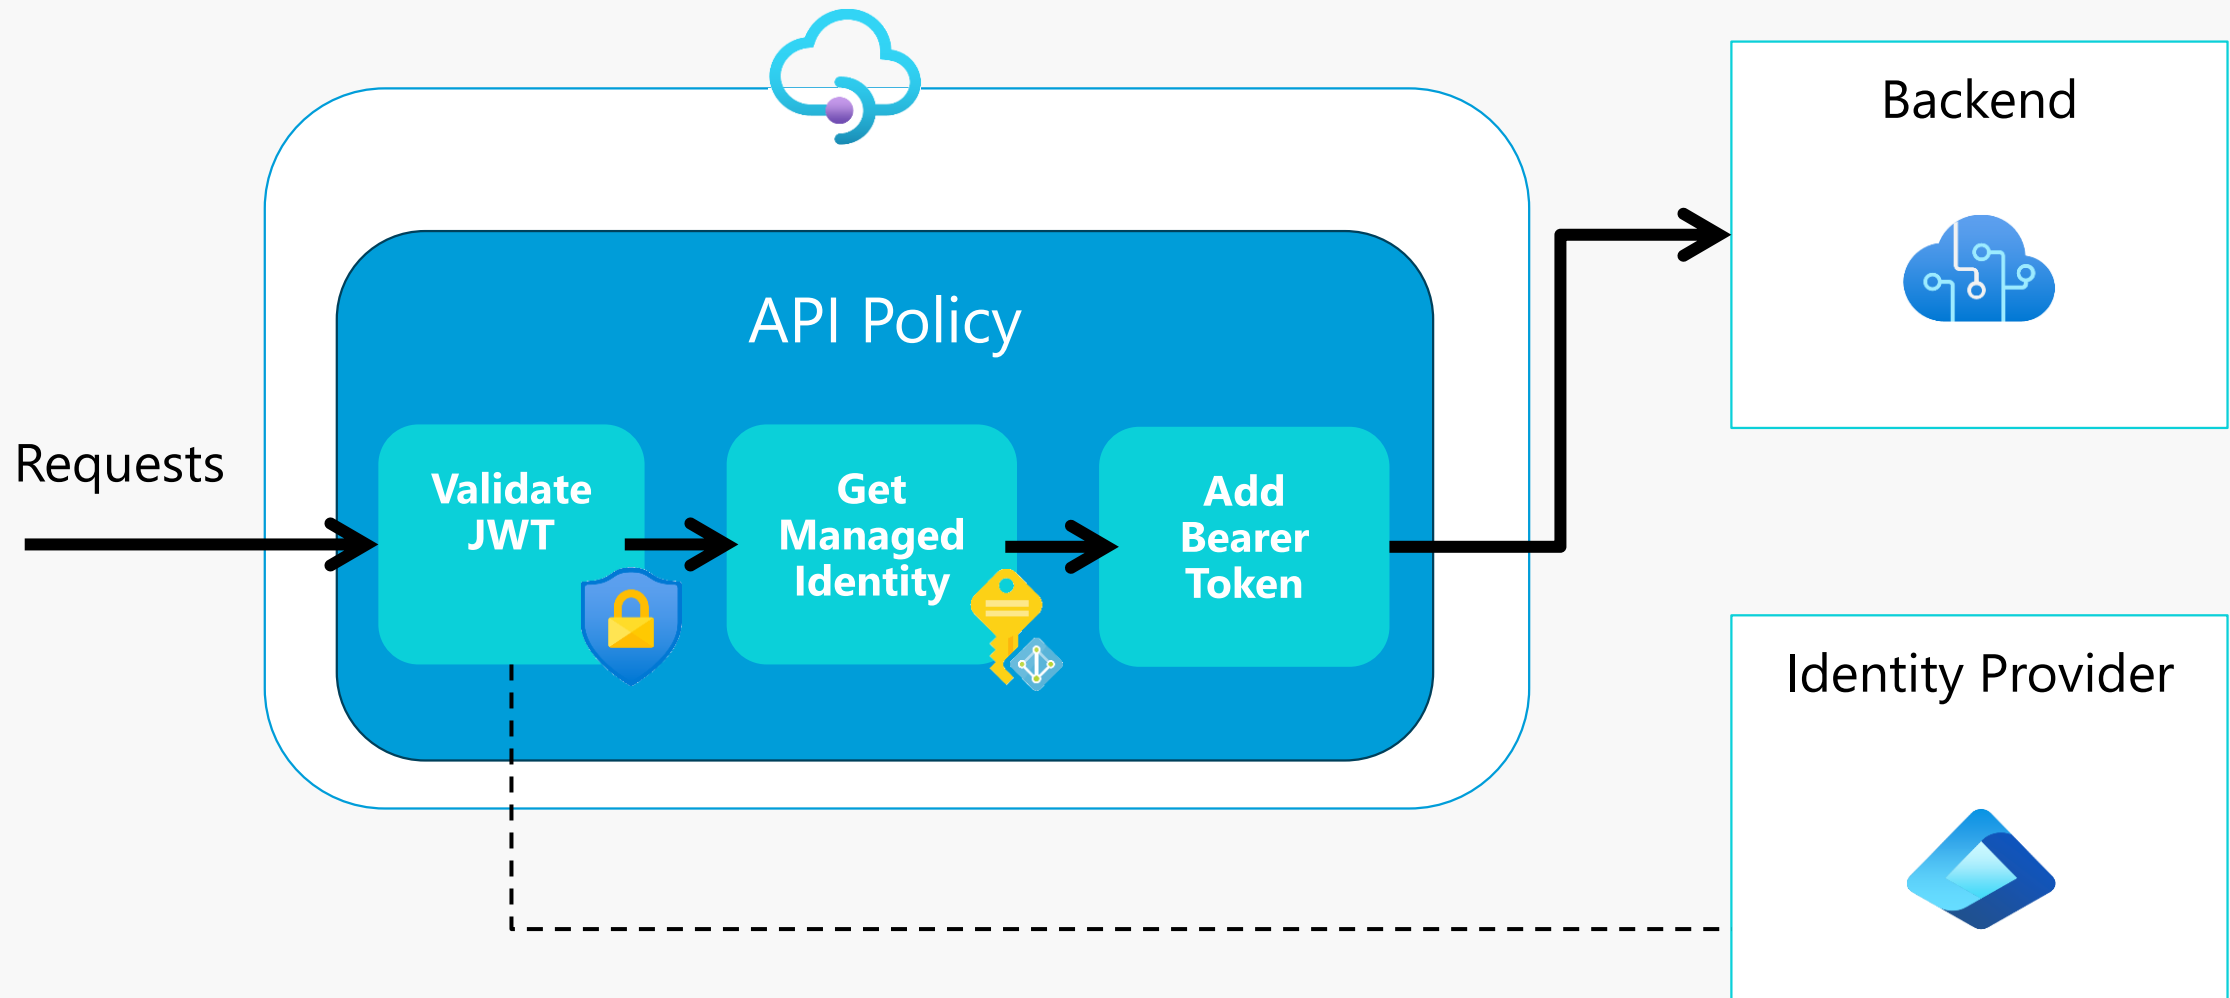 Backend
API Policy
Requests
Validate
JWT
Get
Managed
Identity
Add
Bearer
Token
Identity Provider